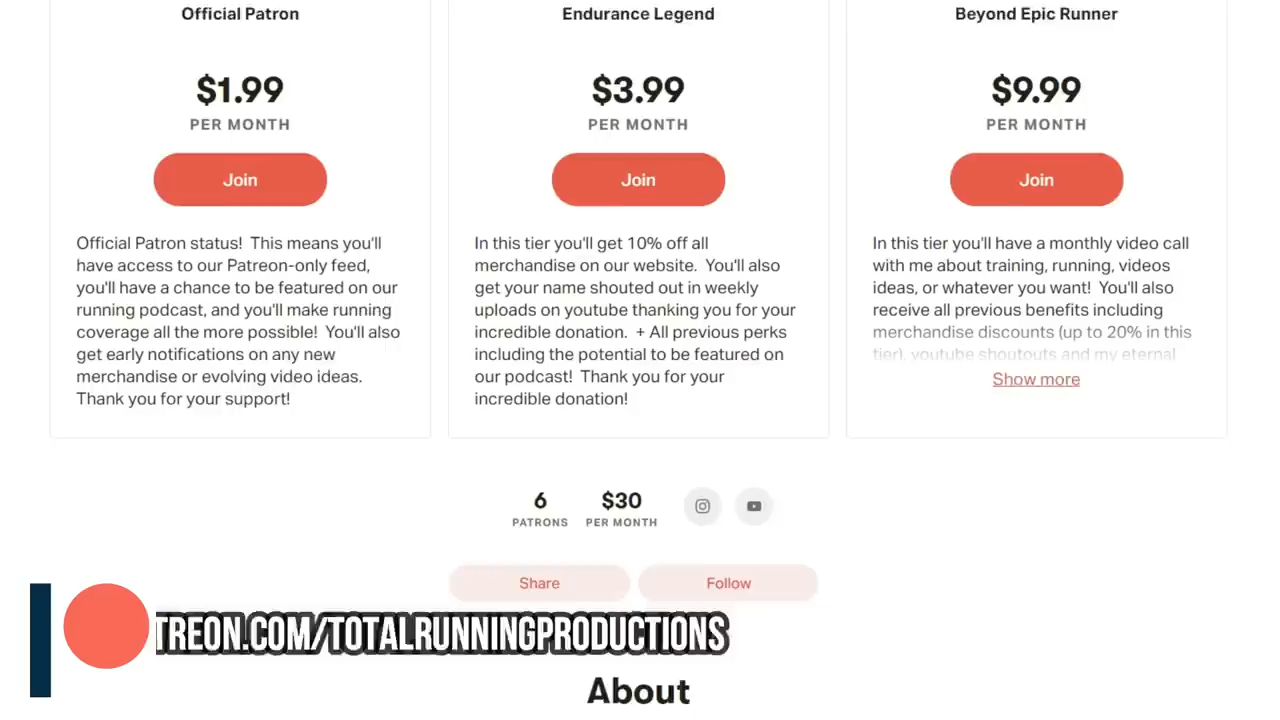 Official Patron
$1.99
PER MONTH
Join
Official Patron status!  This means you'll
have access to our Patreon-only feed,
you'll have a chance to be featured on our
running podcast, and you'll make running
coverage all the more possible!  You'll also
get early notifications on any new
merchandise or evolving video ideas.
Thank you for your support!
Endurance Legend
$3.99
PER MONTH
Join
In this tier you'll get 10% off all
merchandise on our website.  You'll also
get your name shouted out in weekly
uploads on youtube thanking you for your
incredible donation.  + All previous perks
including the potential to be featured on
our podcast!  Thank you for your
incredible donation!
Beyond Epic Runner
$9.99
PER MONTH
Join
In this tier you'll have a monthly video call
with me about training, running, videos
ideas, or whatever you want!  You'll also
receive all previous benefits including
merchandise discounts (up to 20% in this
tier), youtube shoutouts and my eternal
Show more
6
PATRONS
$30
PER MONTH
Share
Follow
TREON.COM/TOTALRUNNINGPRODUCTIONS
About